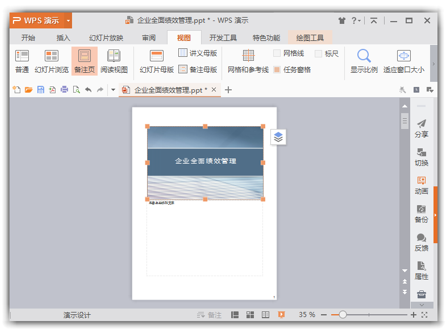 WPS 演示
企业全面绩效管理.ppt * - WPS 演示
开始 插入 幻灯片放映 审阅 视图 开发工具 特色功能 绘图工具
普通 幻灯片浏览 备注页 阅读视图 幻灯片母版 讲义母版 备注母版 网格和参考线 网格线 标尺 任务窗格 显示比例 适应窗口大小
企业全面绩效管理.ppt *
企业全面绩效管理
分享
切换
动画
备份
反馈
属性
演示设计 备注 35 %